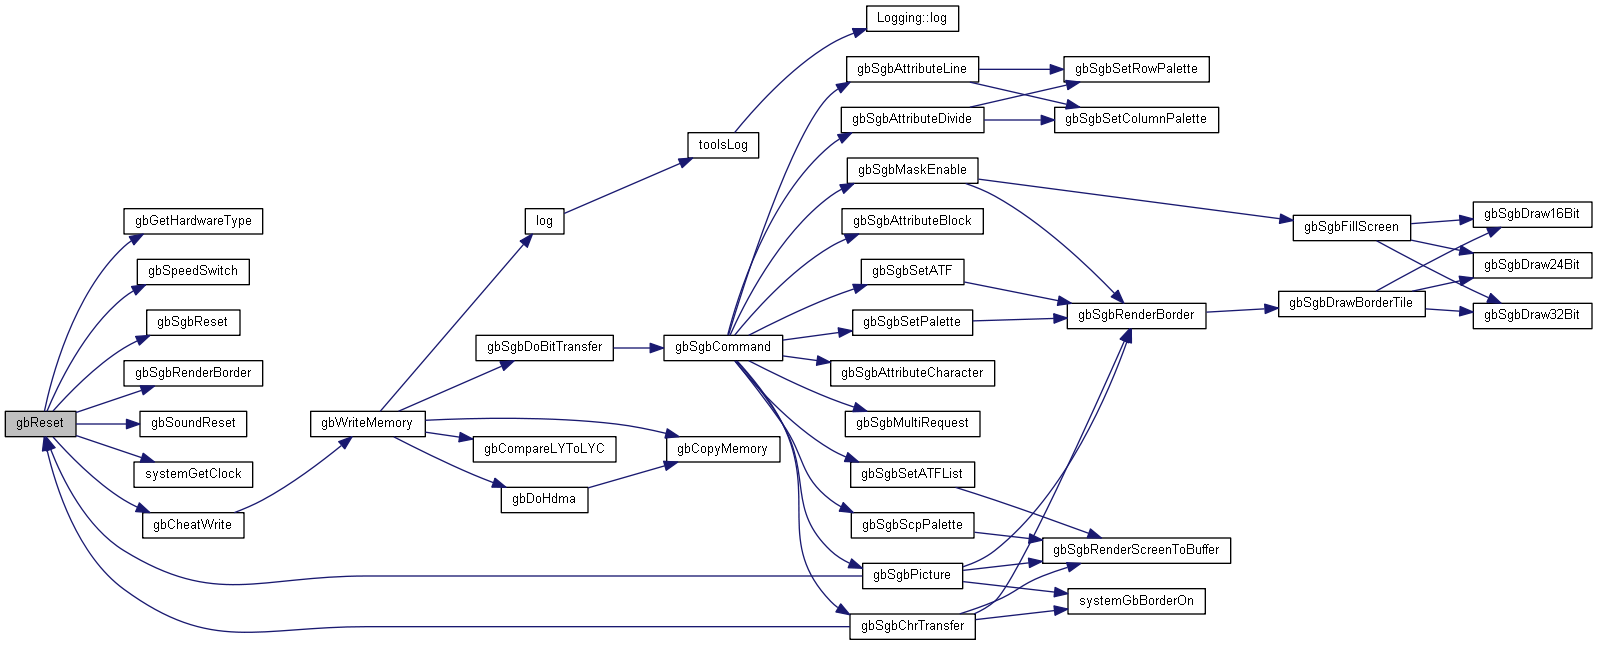 Logging::log
gbSgbAttributeLine
gbSgbSetRowPalette
gbSgbAttributeDivide
gbSgbSetColumnPalette
toolsLog
gbSgbMaskEnable
gbGetHardwareType
log
gbSgbAttributeBlock
gbSgbFillScreen
gbSgbDraw16Bit
gbSpeedSwitch
gbSgbSetATF
gbSgbDraw24Bit
gbSgbReset
gbSgbSetPalette
gbSgbRenderBorder
gbSgbDrawBorderTile
gbSgbDraw32Bit
gbSgbDoBitTransfer
gbSgbCommand
gbSgbRenderBorder
gbSgbAttributeCharacter
gbReset
gbSoundReset
gbWriteMemory
gbSgbMultiRequest
gbCompareLYToLYC
gbCopyMemory
systemGetClock
gbSgbSetATFList
gbDoHdma
gbCheatWrite
gbSgbScpPalette
gbSgbRenderScreenToBuffer
gbSgbPicture
systemGbBorderOn
gbSgbChrTransfer